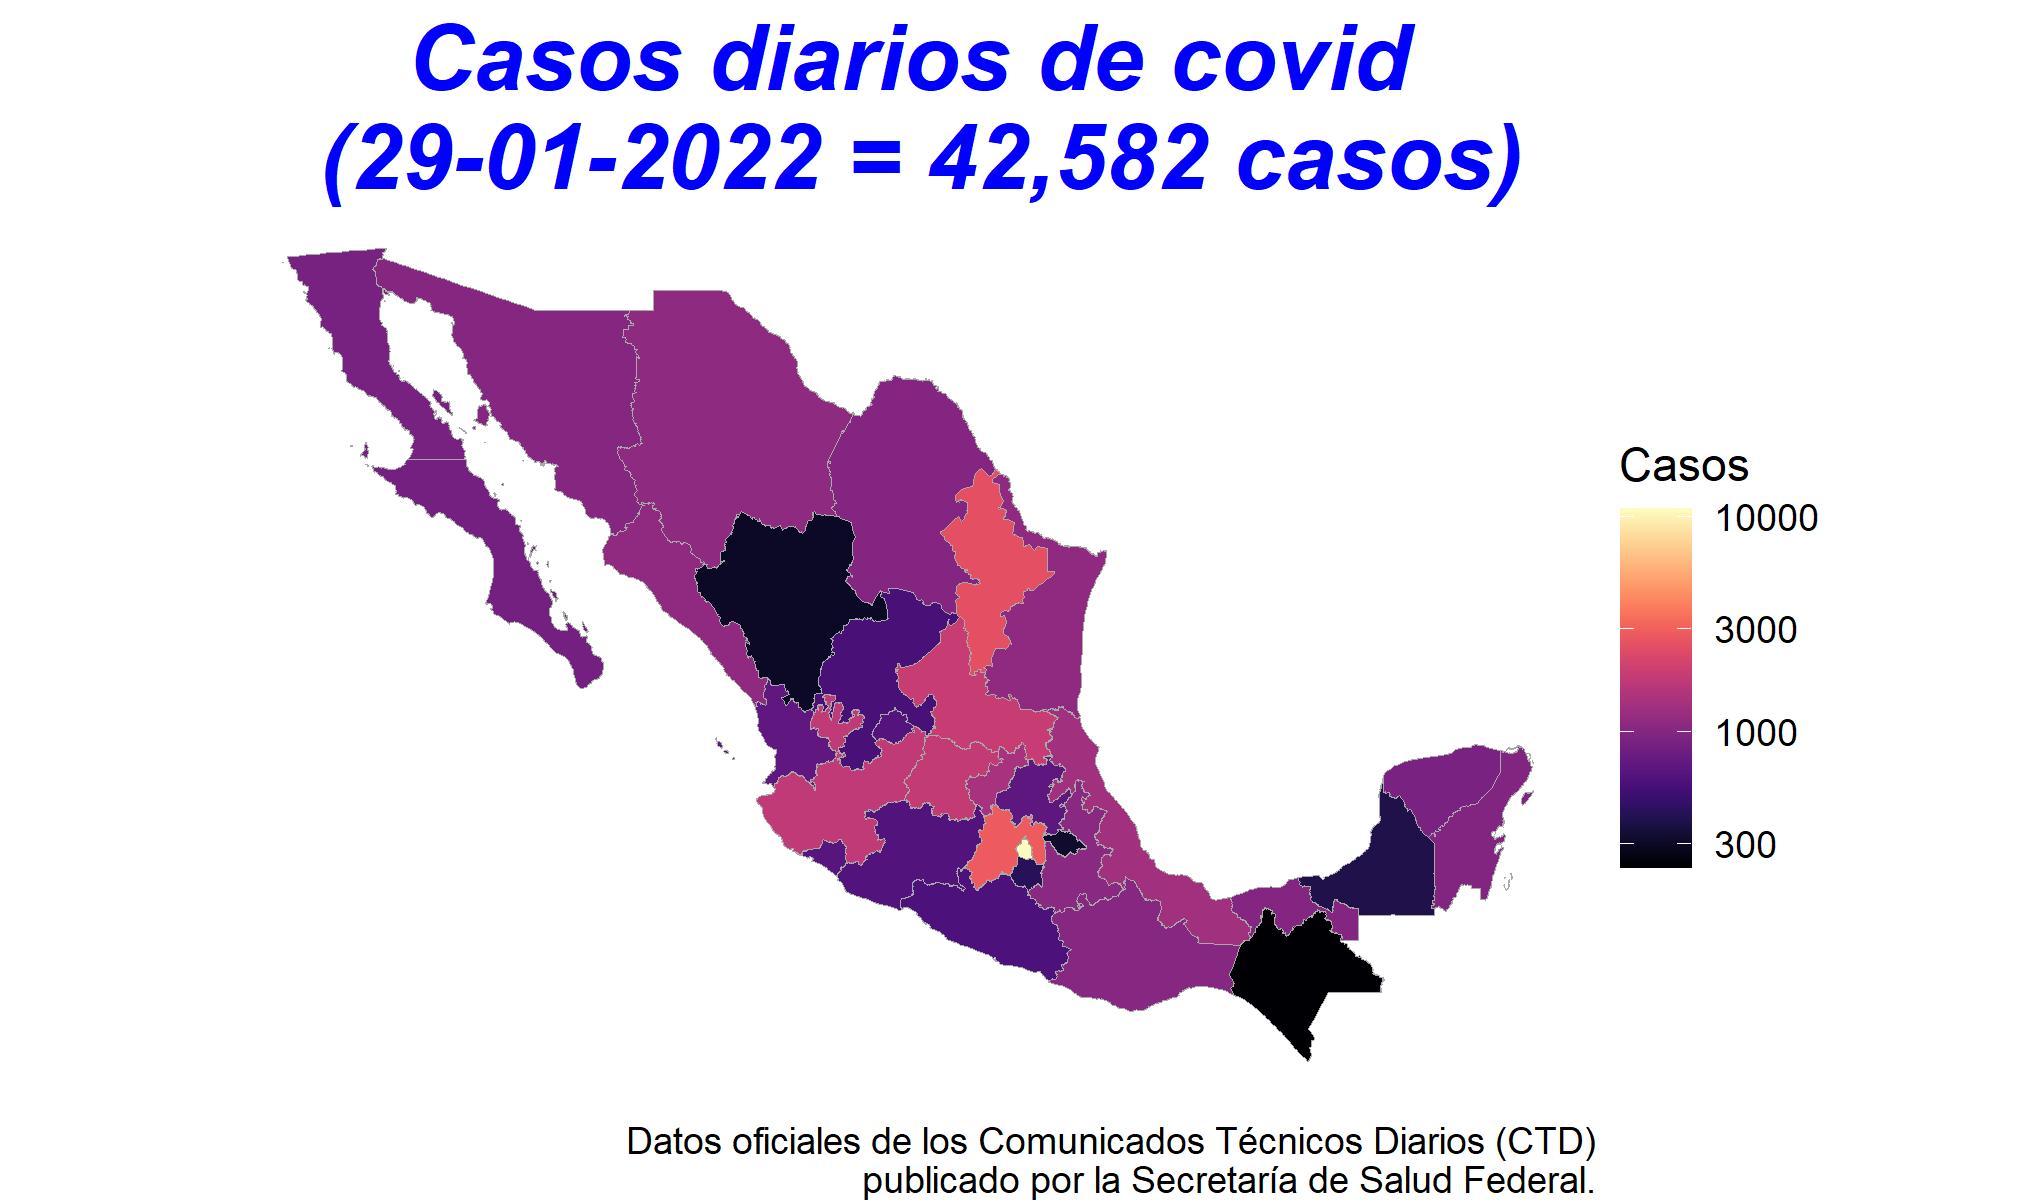 Casos diarios de covid
(29-01-2022 = 42,582 casos)
Casos
10000
3000
1000
300
Datos oficiales de los Comunicados Técnicos Diarios (CTD)
publicado por la Secretaría de Salud Federal.